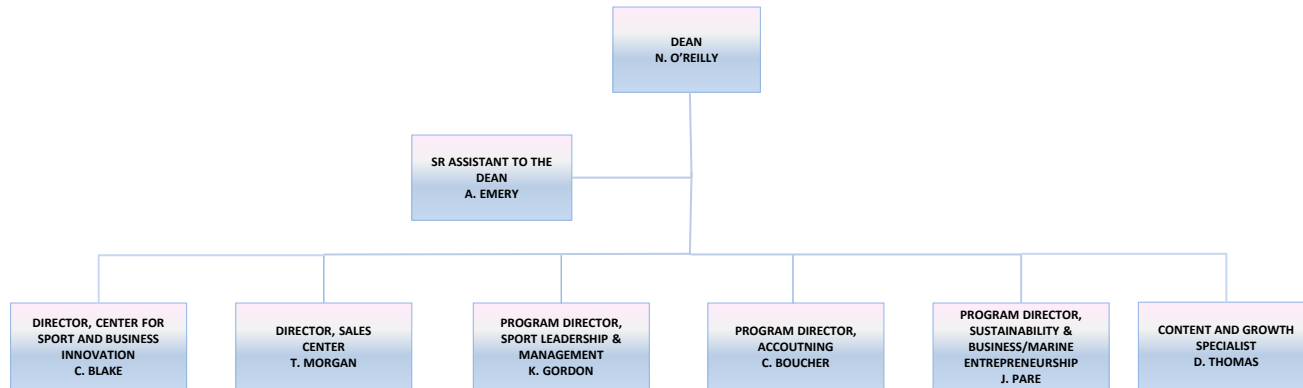 DEAN
N. O’REILLY
SR ASSISTANT TO THE
DEAN
A. EMERY
DIRECTOR, CENTER FOR
SPORT AND BUSINESS
INNOVATION
C. BLAKE
DIRECTOR, SALES
CENTER
T. MORGAN
PROGRAM DIRECTOR,
SPORT LEADERSHIP &
MANAGEMENT
K. GORDON
PROGRAM DIRECTOR,
ACCOUTNING
C. BOUCHER
PROGRAM DIRECTOR,
SUSTAINABILITY &
BUSINESS/MARINE
ENTREPRENEURSHIP
J. PARE
CONTENT AND GROWTH
SPECIALIST
D. THOMAS